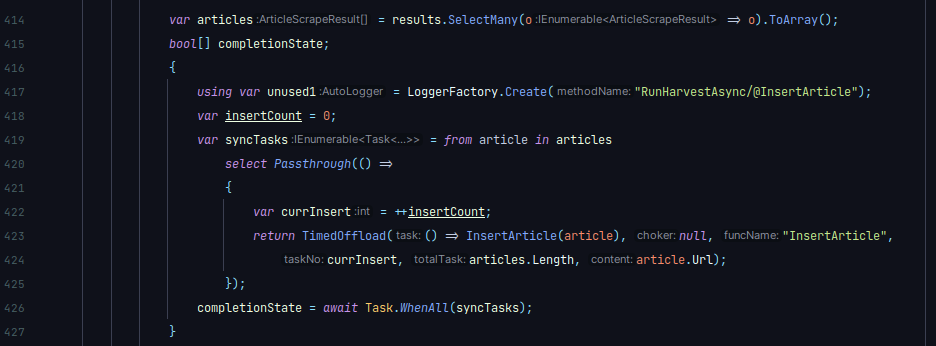 414 var articles :ArticleScrapeResult[] = results.SelectMany(o :IEnumerable<ArticleScrapeResult> => o).ToArray();
415 bool[] completionState;
416 {
417 using var unused1 :AutoLogger = LoggerFactory.Create( methodName: "RunHarvestAsync/@InsertArticle");
418 var insertCount = 0;
419 var syncTasks :IEnumerable<Task<...>> = from article in articles
420 select Passthrough(() =>
421 {
422 var currInsert :int = ++insertCount;
423 return TimedOffload( task: () => InsertArticle(article), choker: null, funcName: "InsertArticle",
424 taskNo: currInsert, totalTask: articles.Length, content: article.Url);
425 });
426 completionState = await Task.WhenAll(syncTasks);
427 }